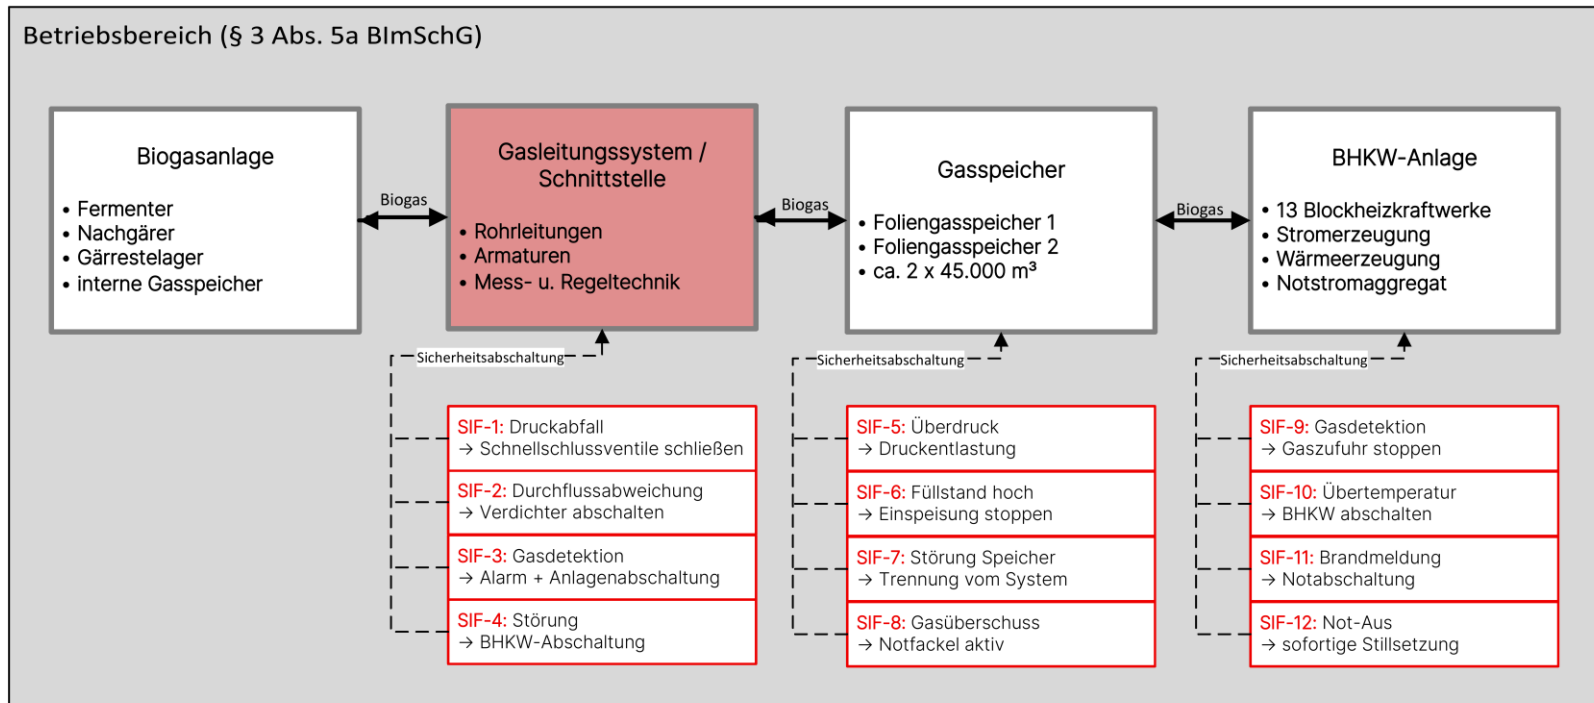 Betriebsbereich (§ 3 Abs. 5a BImSchG)
Biogasanlage
• Fermenter
• Nachgärer
• Gärrestelager
• interne Gasspeicher
Biogas
Gasleitungssystem /
Schnittstelle
• Rohrleitungen
• Armaturen
• Mess- u. Regeltechnik
Biogas
Gasspeicher
• Foliengasspeicher 1
• Foliengasspeicher 2
• ca. 2 x 45.000 m³
Biogas
BHKW-Anlage
• 13 Blockheizkraftwerke
• Stromerzeugung
• Wärmeerzeugung
• Notstromaggregat
Sicherheitsabschaltung
SIF-1: Druckabfall
→ Schnellschlussventile schließen
SIF-2: Durchflussabweichung
→ Verdichter abschalten
SIF-3: Gasdetektion
→ Alarm + Anlagenabschaltung
SIF-4: Störung
→ BHKW-Abschaltung
Sicherheitsabschaltung
SIF-5: Überdruck
→ Druckentlastung
SIF-6: Füllstand hoch
→ Einspeisung stoppen
SIF-7: Störung Speicher
→ Trennung vom System
SIF-8: Gasüberschuss
→ Notfackel aktiv
Sicherheitsabschaltung
SIF-9: Gasdetektion
→ Gaszufuhr stoppen
SIF-10: Übertemperatur
→ BHKW abschalten
SIF-11: Brandmeldung
→ Notabschaltung
SIF-12: Not-Aus
→ sofortige Stillsetzung